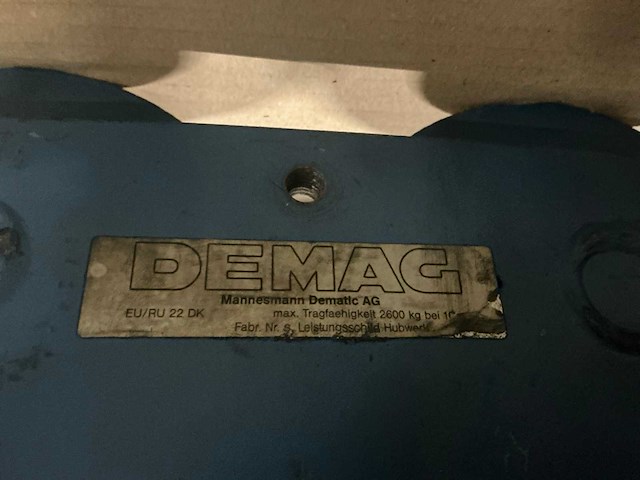 DEMAG
Mannesmann Dematic AG
EU/RU 22 DK max. Tragfaehigkeit 2600 kg bei
Fabr. Nr. s. Leistungsschild Hubwerk